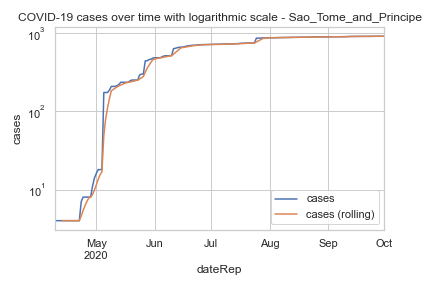 COVID-19 cases over time with logarithmic scale - Sao_Tome_and_Principe
10³
10²
10¹
cases
cases
cases (rolling)
May Jun Jul Aug Sep Oct
2020
dateRep